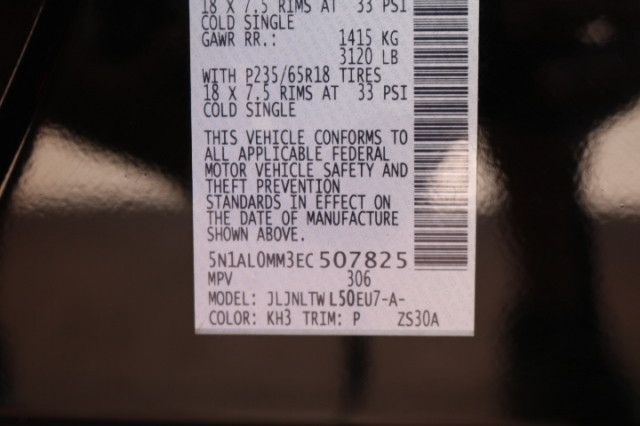 18 X 7.5 RIMS AT 33 PSI
COLD SINGLE
GAWR RR.: 1415 KG
3120 LB
WITH P235/65R18 TIRES
18 X 7.5 RIMS AT 33 PSI
COLD SINGLE
THIS VEHICLE CONFORMS TO
ALL APPLICABLE FEDERAL
MOTOR VEHICLE SAFETY AND
THEFT PREVENTION
STANDARDS IN EFFECT ON
THE DATE OF MANUFACTURE
SHOWN ABOVE.
5N1AL0MM3EC507825
MPV 306
MODEL: JLJNLTWL50EU7-A-
COLOR: KH3 TRIM: P ZS30A